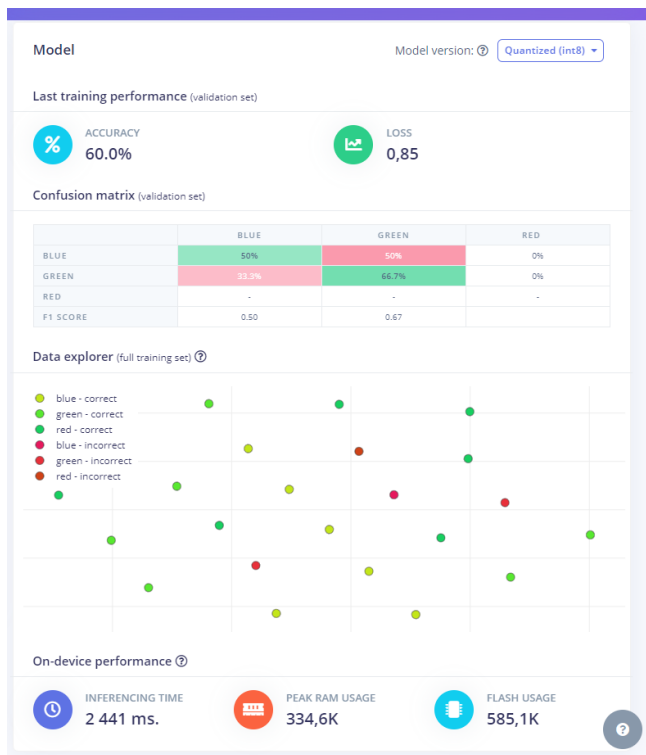 Model
Model version: ? Quantized (int8)
Last training performance (validation set)
% ACCURACY
60.0%
LOSS
0,85
Confusion matrix (validation set)
BLUE GREEN RED
BLUE 50% 50% 0%
GREEN 33.3% 66.7% 0%
RED - - -
F1 SCORE 0.50 0.67
Data explorer (full training set) ?
blue - correct
green - correct
red - correct
blue - incorrect
green - incorrect
red - incorrect
On-device performance ?
INFERENCING TIME
2 441 ms.
PEAK RAM USAGE
334,6K
FLASH USAGE
585,1K
?